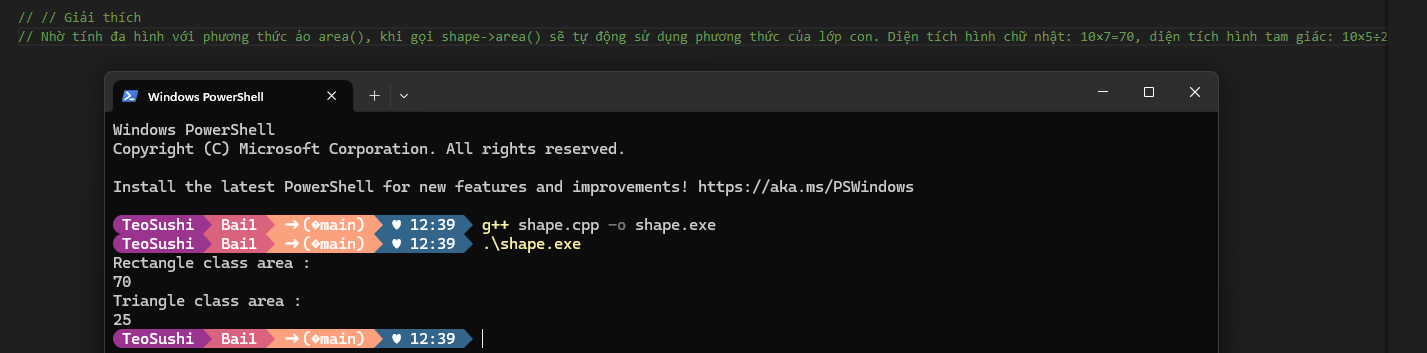 // // Giải thích
// Nhờ tính đa hình với phương thức ảo area(), khi gọi shape->area() sẽ tự động sử dụng phương thức của lớp con. Diện tích hình chữ nhật: 10×7=70, diện tích hình tam giác: 10×5÷2
Windows PowerShell
Windows PowerShell
Copyright (C) Microsoft Corporation. All rights reserved.
Install the latest PowerShell for new features and improvements! https://aka.ms/PSWindows
TeoSushi Bai1 ➜(�main) ♥ 12:39 g++ shape.cpp -o shape.exe
TeoSushi Bai1 ➜(�main) ♥ 12:39 .\shape.exe
Rectangle class area :
70
Triangle class area :
25
TeoSushi Bai1 ➜(�main) ♥ 12:39